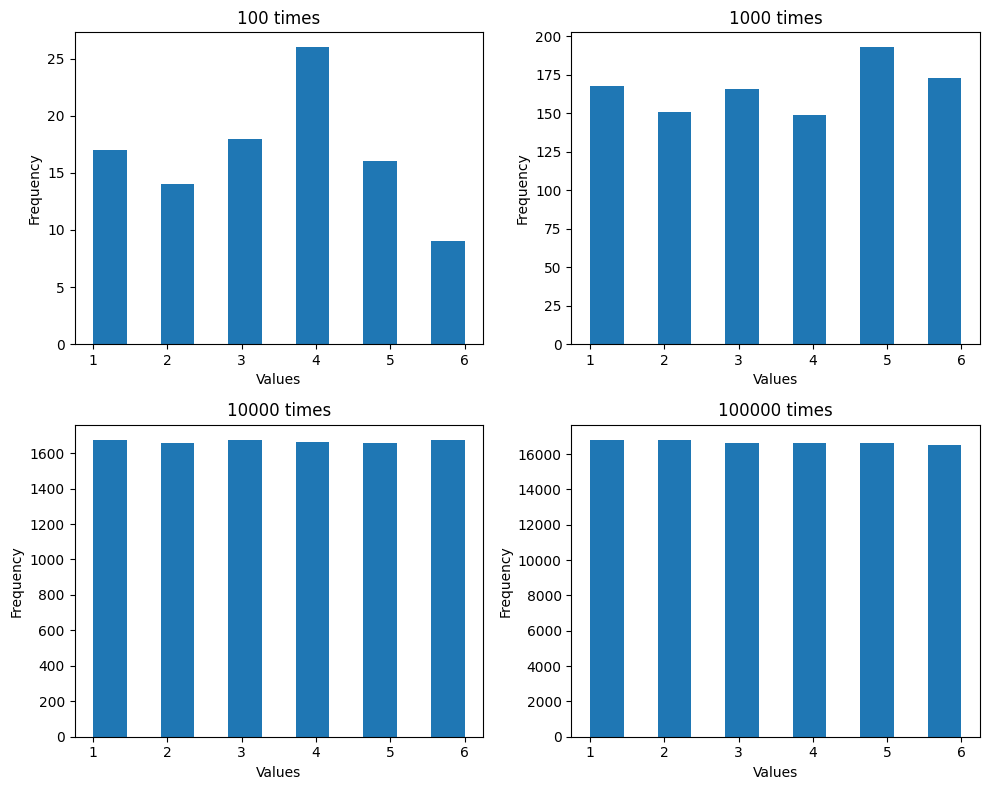 100 times
25
20
15
10
5
0
Frequency
1 2 3 4 5 6
Values
1000 times
200
175
150
125
100
75
50
25
0
Frequency
1 2 3 4 5 6
Values
10000 times
1600
1400
1200
1000
800
600
400
200
0
Frequency
1 2 3 4 5 6
Values
100000 times
16000
14000
12000
10000
8000
6000
4000
2000
0
Frequency
1 2 3 4 5 6
Values